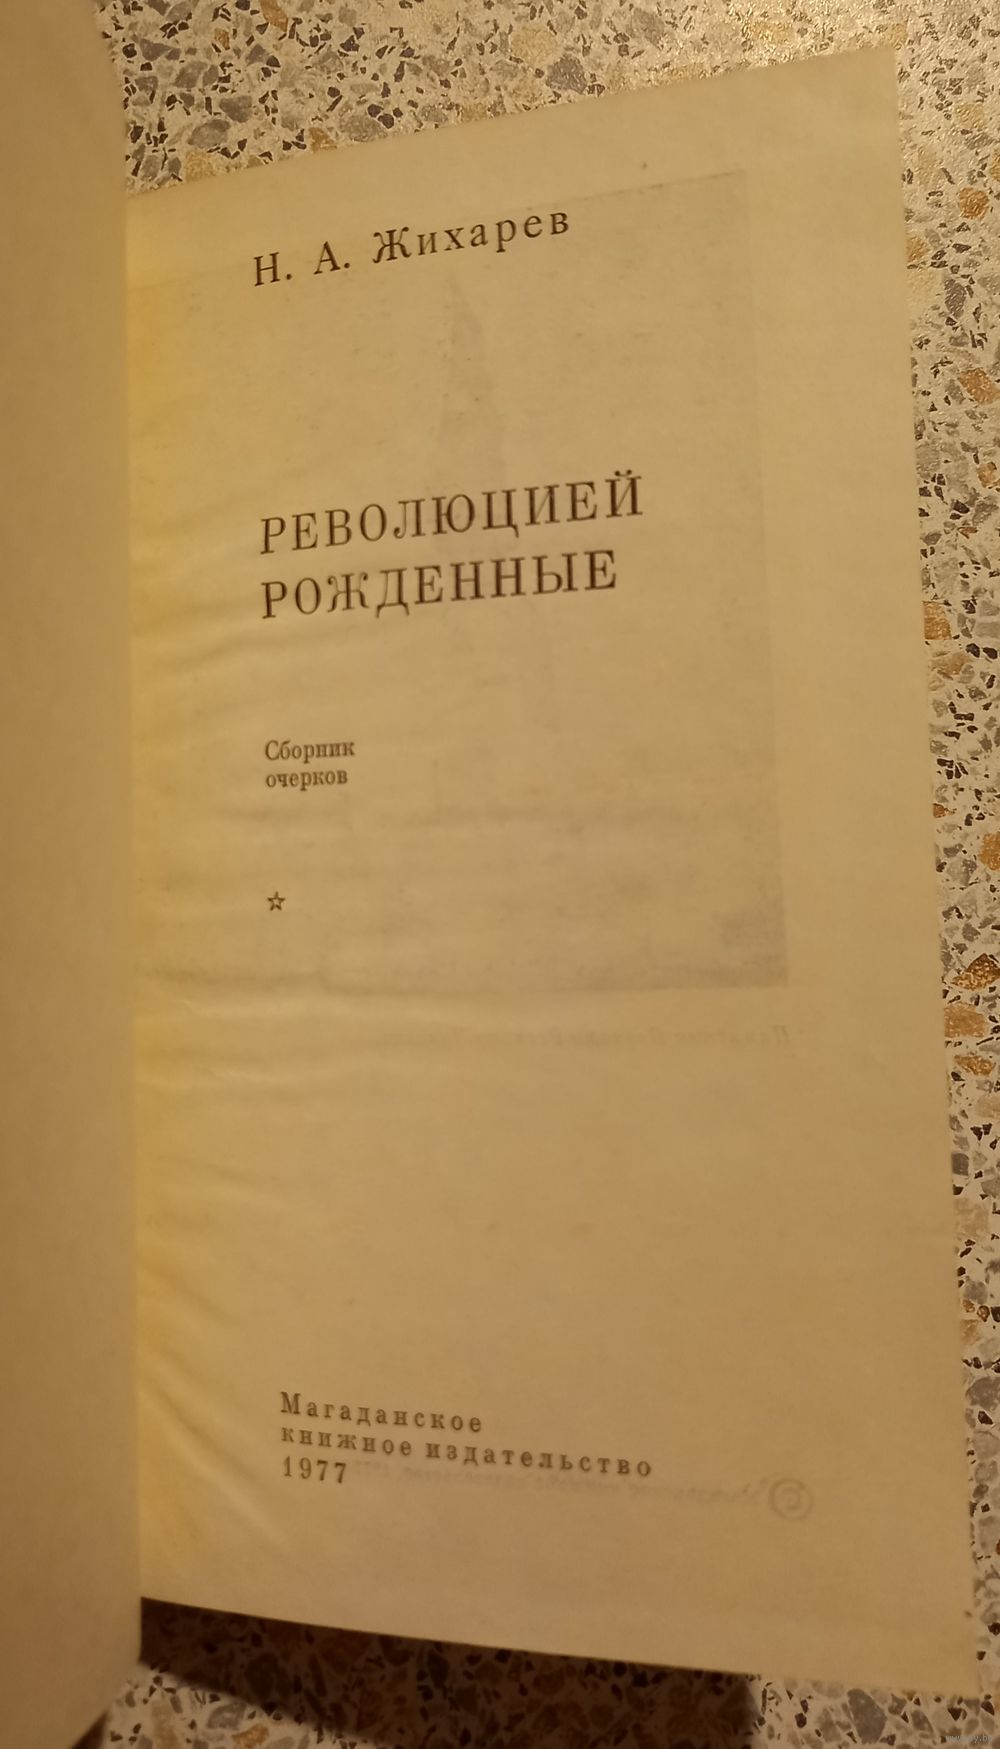 Н. А. Жихарев
РЕВОЛЮЦИЕЙ
РОЖДЕННЫЕ
Сборник
очерков
☆
Магаданское
книжное издательство
1977